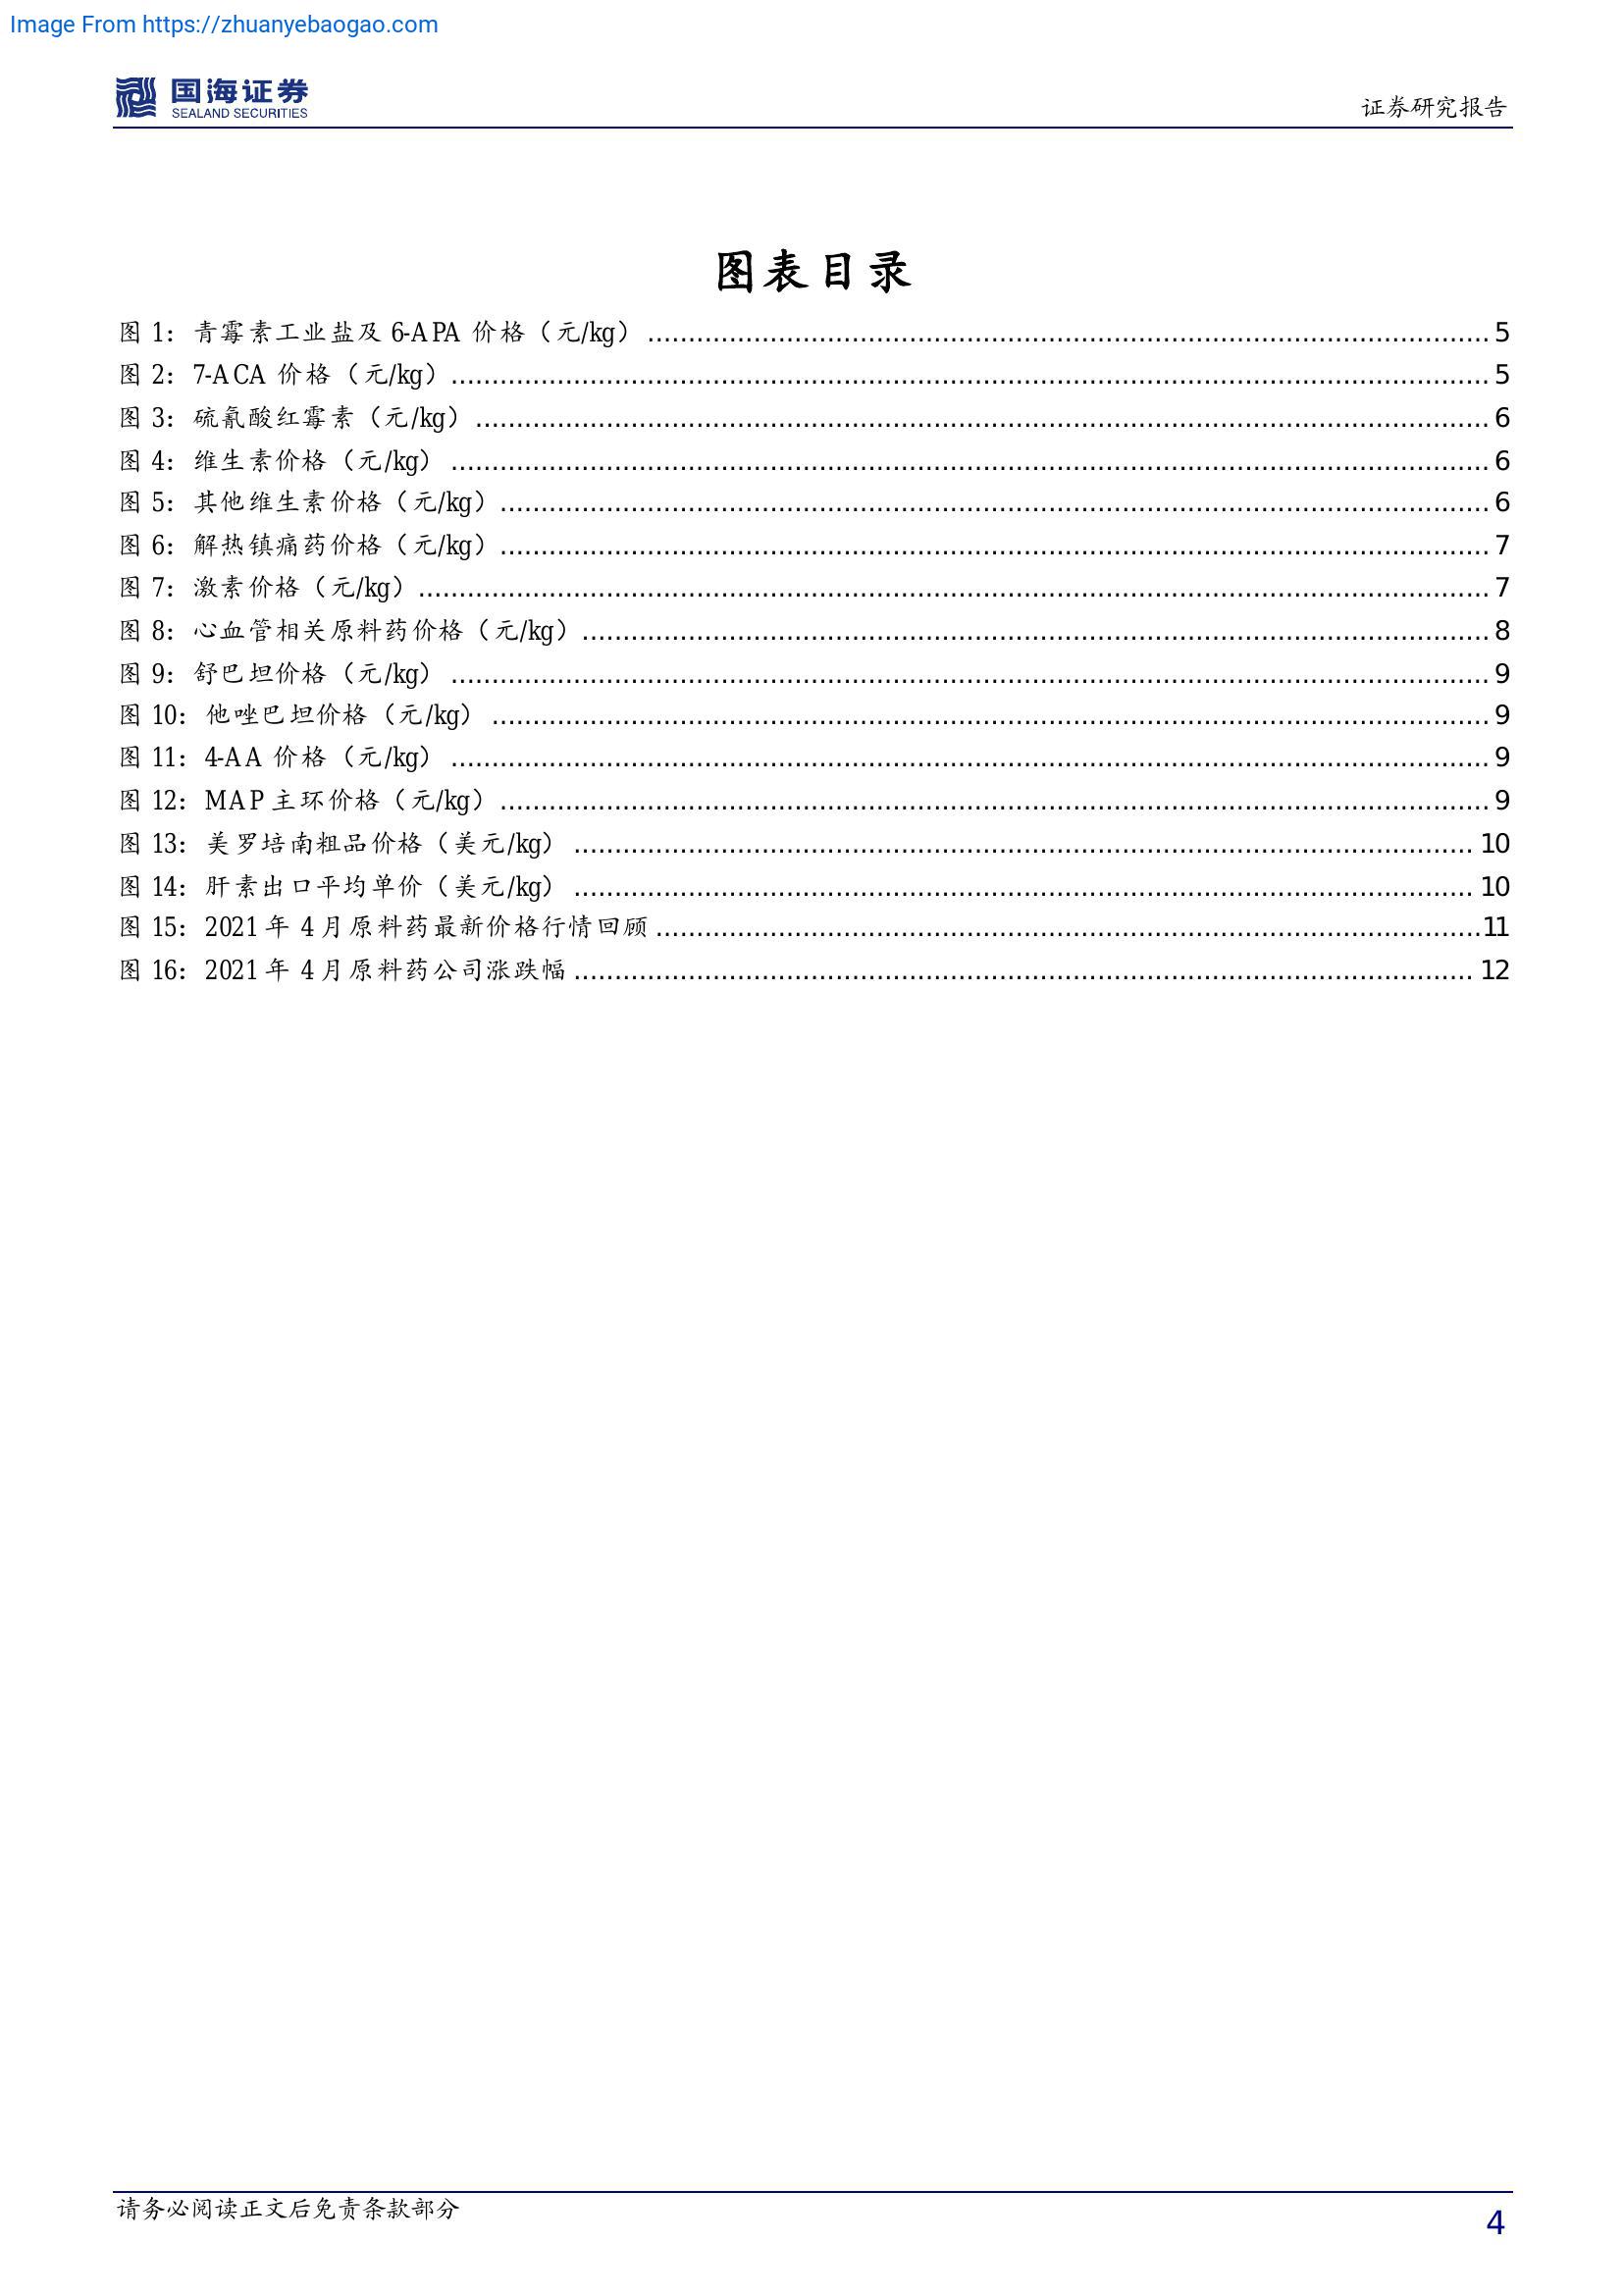 Image From https://zhuanyebaogao.com
国海证券
SEALAND SECURITIES
证券研究报告
图表目录
图 1：青霉素工业盐及 6-APA 价格（元/kg）........................................5
图 2：7-ACA 价格（元/kg）........................................5
图 3：硫氰酸红霉素（元/kg）........................................6
图 4：维生素价格（元/kg）........................................6
图 5：其他维生素价格（元/kg）........................................6
图 6：解热镇痛药价格（元/kg）........................................7
图 7：激素价格（元/kg）........................................7
图 8：心血管相关原料药价格（元/kg）........................................8
图 9：舒巴坦价格（元/kg）........................................9
图 10：他唑巴坦价格（元/kg）........................................9
图 11：4-AA 价格（元/kg）........................................9
图 12：MAP 主环价格（元/kg）........................................9
图 13：美罗培南粗品价格（美元/kg）........................................10
图 14：肝素出口平均单价（美元/kg）........................................10
图 15：2021 年 4 月原料药最新价格行情回顾........................................11
图 16：2021 年 4 月原料药公司涨跌幅........................................12
请务必阅读正文后免责条款部分
4